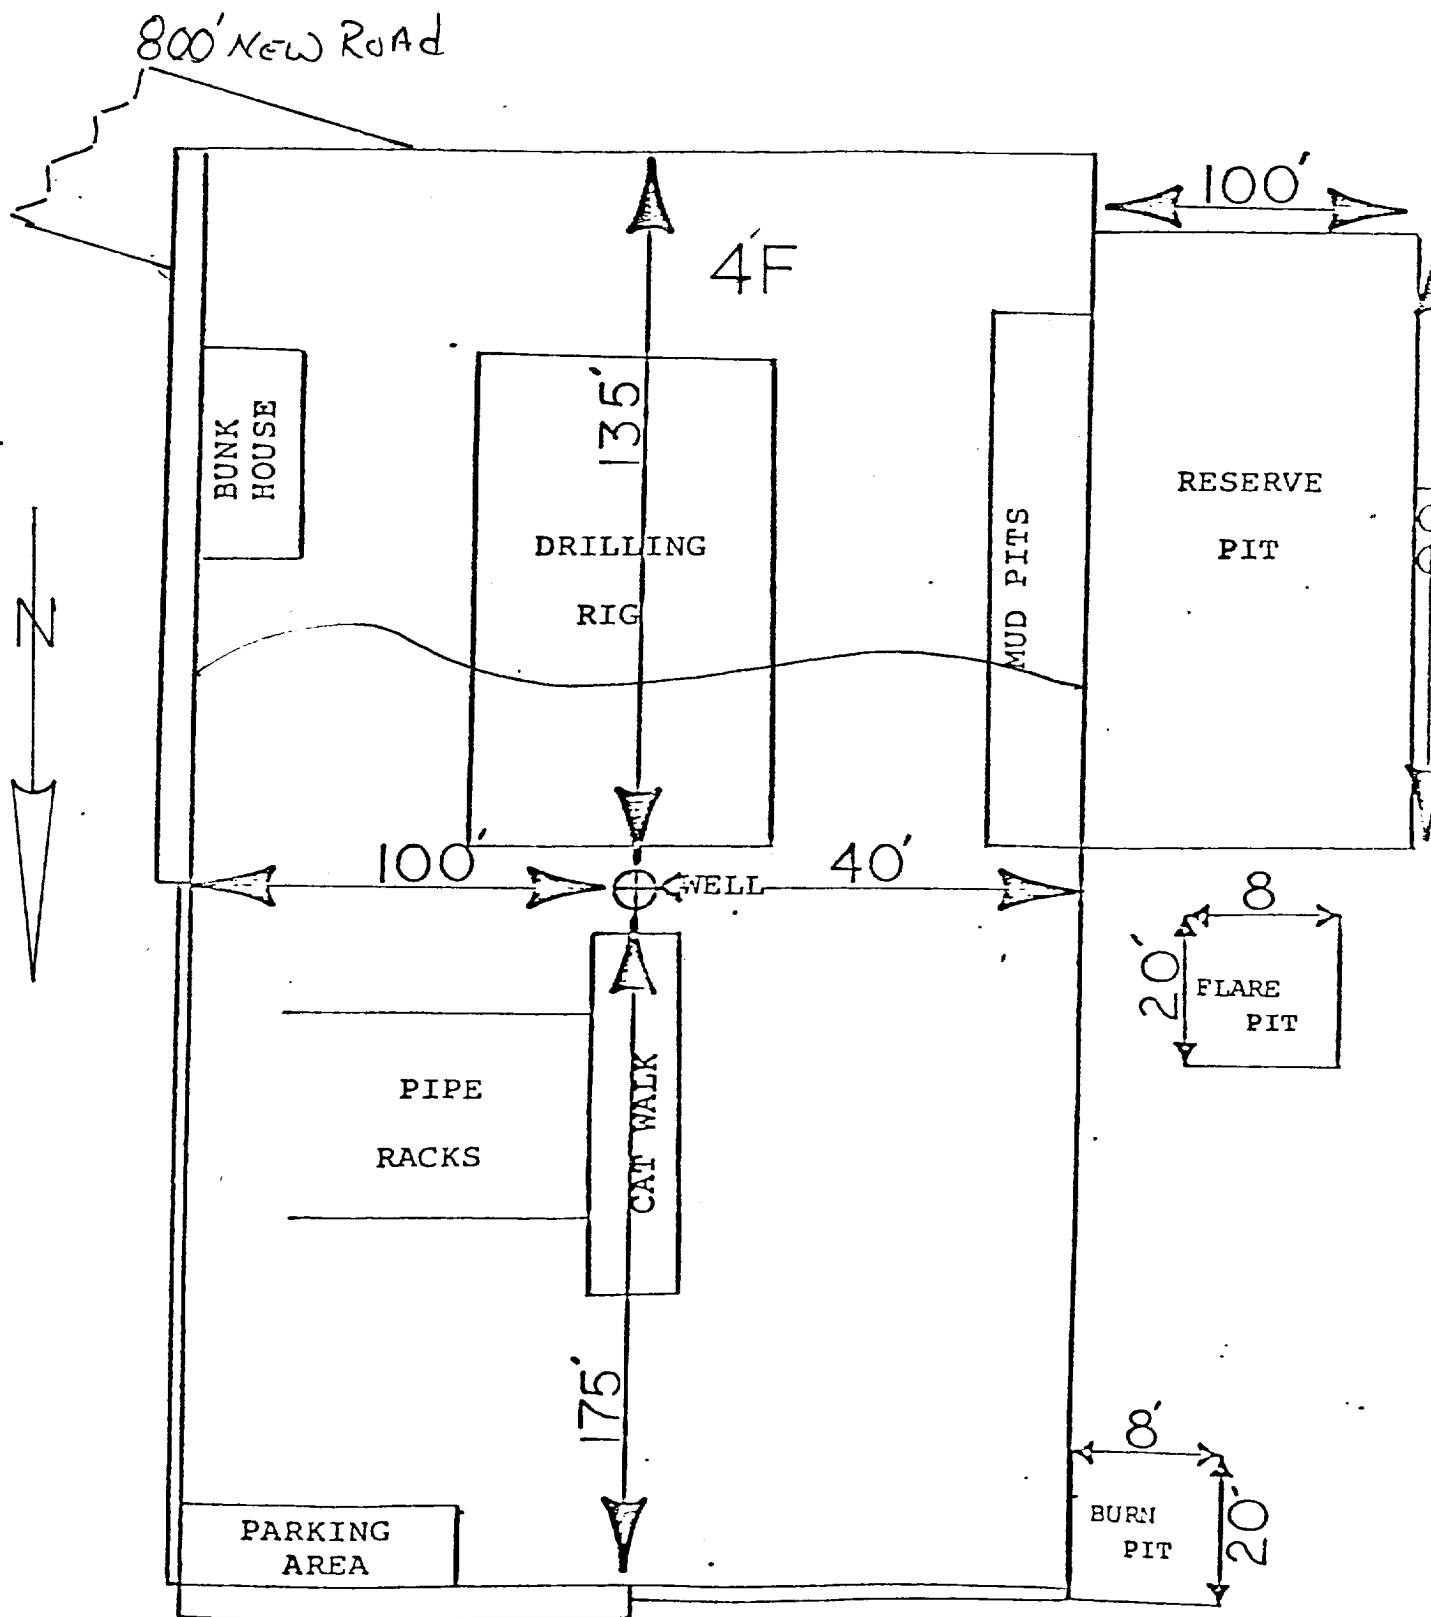 800' NEW ROAD
100'
4'F
135'
BUNK
HOUSE
RESERVE
PIT
MUD PITS
DRILLING
RIG
N
100'
WELL
40'
8
20'
FLARE
PIT
PIPE
RACKS
CAT WALK
175'
8'
20'
BURN
PIT
PARKING
AREA